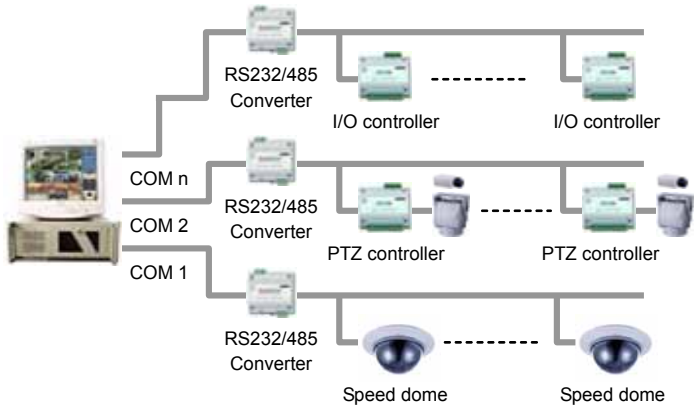 RS232/485
Converter
I/O controller
I/O controller
COM n
RS232/485
Converter
COM 2
PTZ controller
PTZ controller
COM 1
RS232/485
Converter
Speed dome
Speed dome